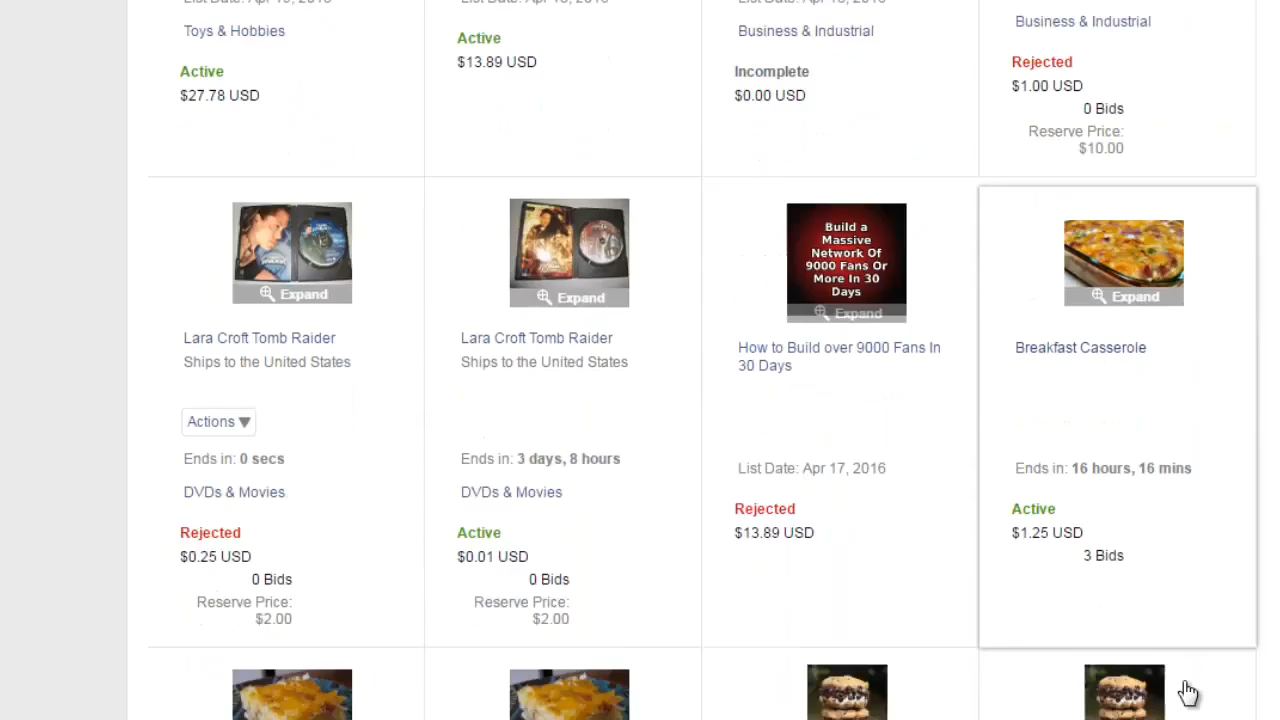 Toys & Hobbies
Active
$27.78 USD
Active
$13.89 USD
Business & Industrial
Incomplete
$0.00 USD
Business & Industrial
Rejected
$1.00 USD
0 Bids
Reserve Price:
$10.00
Expand
Lara Croft Tomb Raider
Ships to the United States
Actions
Ends in: 0 secs
DVDs & Movies
Rejected
$0.25 USD
0 Bids
Reserve Price:
$2.00
Expand
Lara Croft Tomb Raider
Ships to the United States
Ends in: 3 days, 8 hours
DVDs & Movies
Active
$0.01 USD
0 Bids
Reserve Price:
$2.00
Build a
Massive
Network Of
9000 Fans Or
More In 30
Days
Expand
How to Build over 9000 Fans In
30 Days
List Date: Apr 17, 2016
Rejected
$13.89 USD
Expand
Breakfast Casserole
Ends in: 16 hours, 16 mins
Active
$1.25 USD
3 Bids